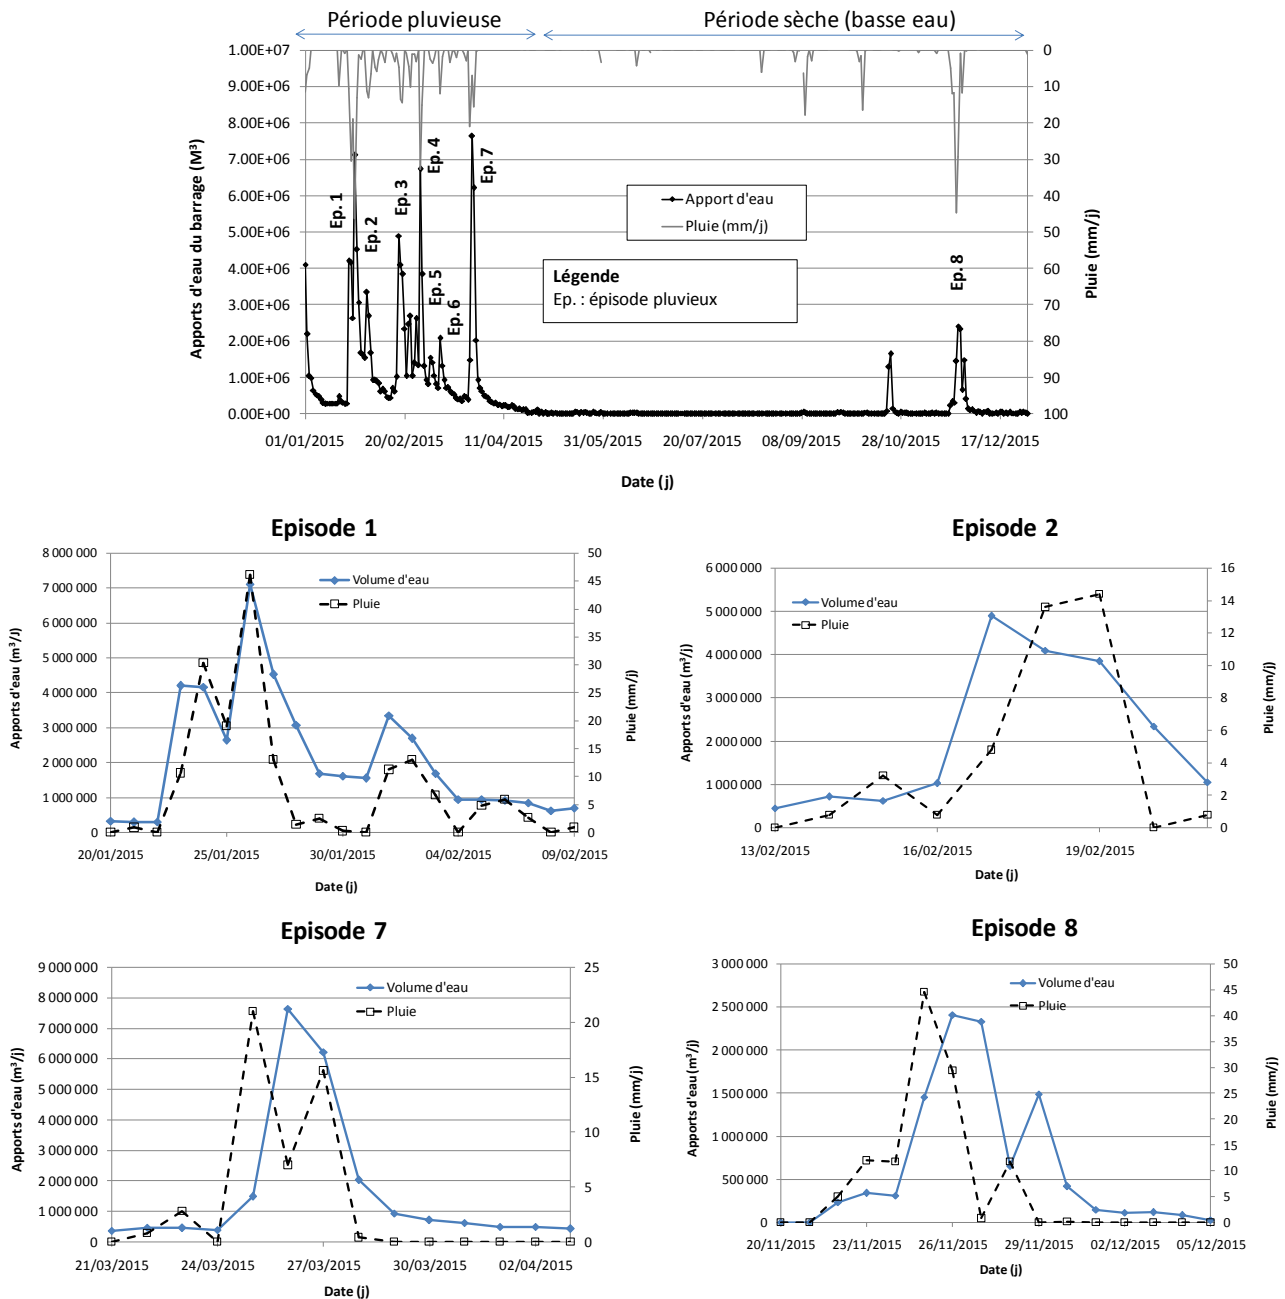 Période pluvieuse
Période sèche (basse eau)
1.00E+07
9.00E+06
8.00E+06
7.00E+06
6.00E+06
5.00E+06
4.00E+06
3.00E+06
2.00E+06
1.00E+06
0.00E+00
Apports d'eau du barrage (M³)
0
10
20
30
40
50
60
70
80
90
100
Pluie (mm/j)
Ep. 1
Ep. 2
Ep. 3
Ep. 4
Ep. 5
Ep. 6
Ep. 7
Ep. 8
Apport d'eau
Pluie (mm/j)
Légende
Ep. : épisode pluvieux
01/01/2015 20/02/2015 11/04/2015 31/05/2015 20/07/2015 08/09/2015 28/10/2015 17/12/2015
Date (j)
Episode 1
8 000 000
7 000 000
6 000 000
5 000 000
4 000 000
3 000 000
2 000 000
1 000 000
0
Apports d'eau (m³/J)
50
45
40
35
30
25
20
15
10
5
0
Pluie (mm/j)
Volume d'eau
Pluie
20/01/2015 25/01/2015 30/01/2015 04/02/2015 09/02/2015
Date (j)
Episode 2
6 000 000
5 000 000
4 000 000
3 000 000
2 000 000
1 000 000
0
Apports d'eau (m³/j)
16
14
12
10
8
6
4
2
0
Pluie (mm/j)
Volume d'eau
Pluie
13/02/2015 16/02/2015 19/02/2015
Date (j)
Episode 7
9 000 000
8 000 000
7 000 000
6 000 000
5 000 000
4 000 000
3 000 000
2 000 000
1 000 000
0
Apports d'eau (m³/j)
25
20
15
10
5
0
Pluie (mm/j)
Volume d'eau
Pluie
21/03/2015 24/03/2015 27/03/2015 30/03/2015 02/04/2015
Date (j)
Episode 8
3 000 000
2 500 000
2 000 000
1 500 000
1 000 000
500 000
0
Apports d'eau (m³/j)
50
45
40
35
30
25
20
15
10
5
0
Pluie (mm/j)
Volume d'eau
Pluie
20/11/2015 23/11/2015 26/11/2015 29/11/2015 02/12/2015 05/12/2015
Date (j)